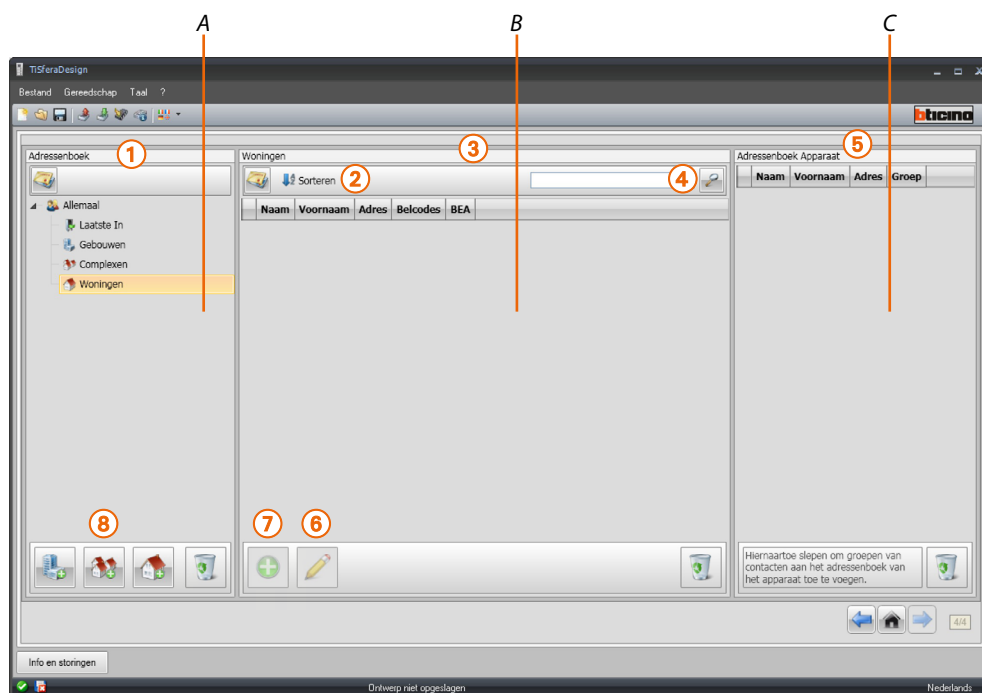 A B C
TiSferaDesign
Bestand Gereedschap Taal ?
bticino
Adressenboek 1
Woningen 3
Adressenboek Apparaat 5
Sorteren 2 4
Naam Voornaam Adres Groep
Naam Voornaam Adres Belcodes BEA
Allemaal
Laatste In
Gebouwen
Complexen
Woningen
8 7 6
Hiernaartoe slepen om groepen van
contacten aan het adressenboek van
het apparaat toe te voegen.
4/4
Info en storingen
Ontwerp niet opgeslagen
Nederlands